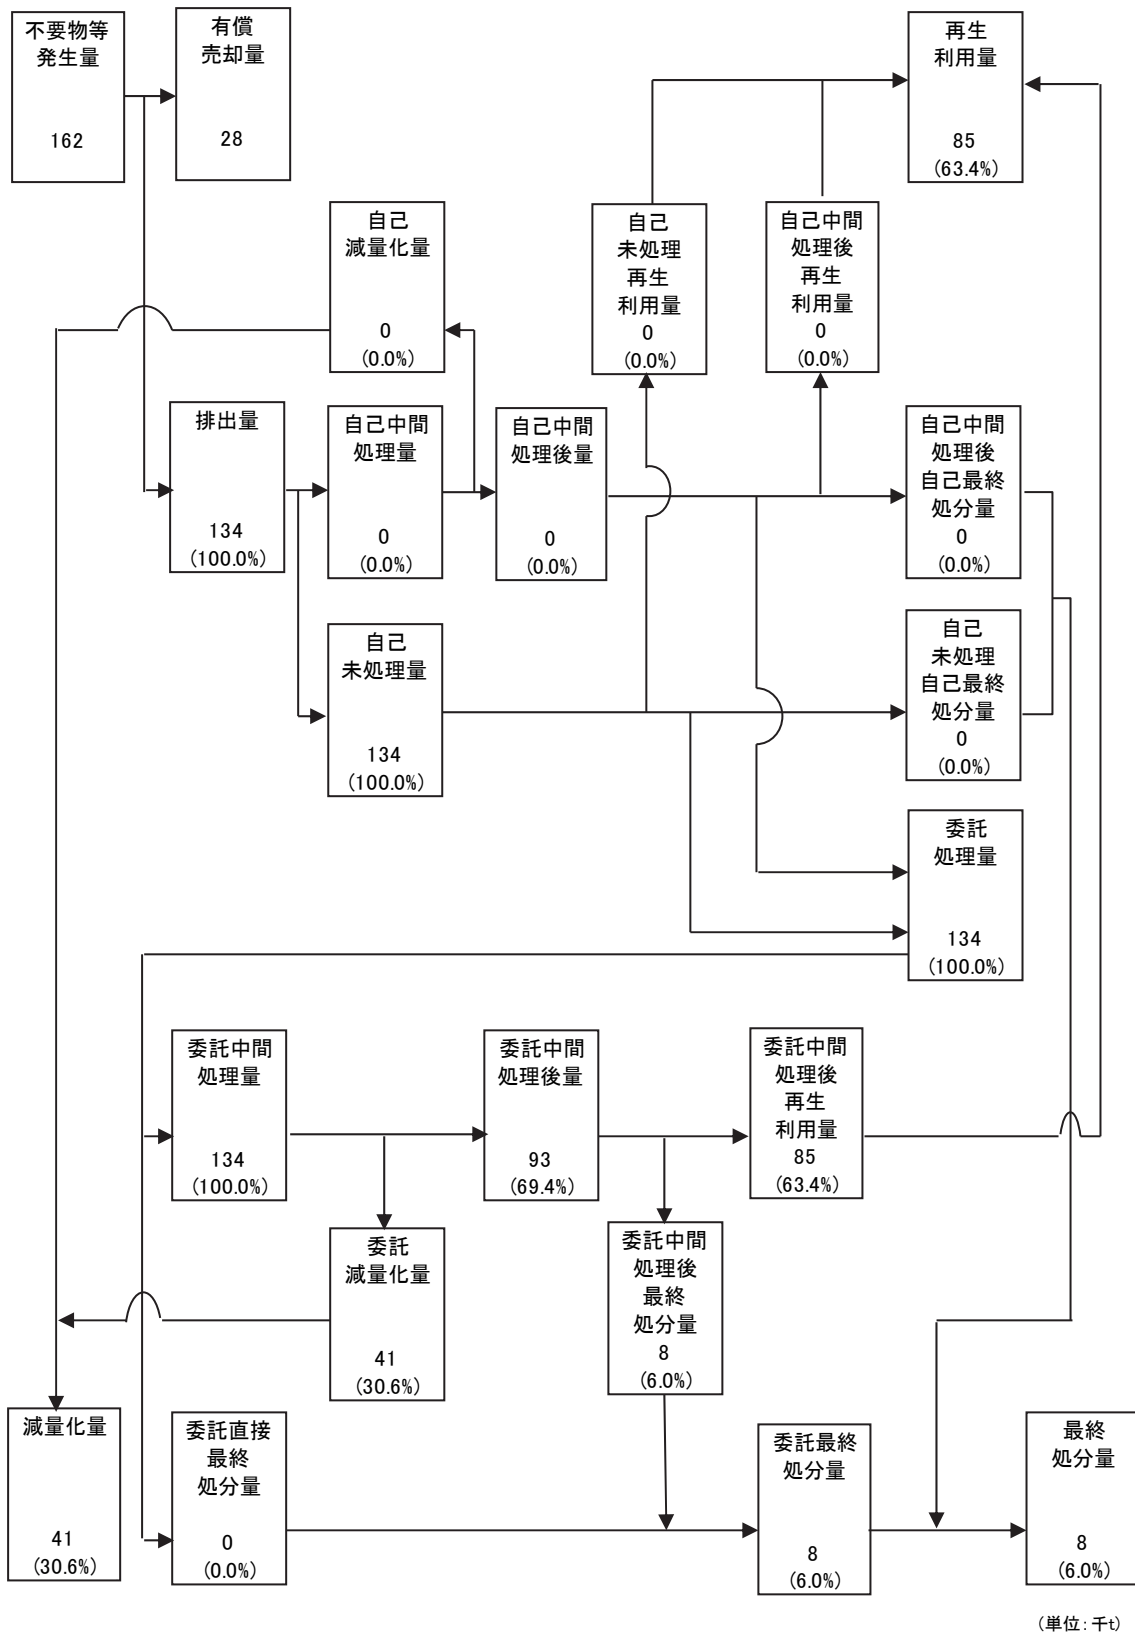 不要物等
発生量
162
有償
売却量
28
再生
利用量
85
(63.4%)
自己
減量化量
0
(0.0%)
自己
未処理
再生
利用量
0
(0.0%)
自己中間
処理後
再生
利用量
0
(0.0%)
排出量
134
(100.0%)
自己中間
処理量
0
(0.0%)
自己中間
処理後量
0
(0.0%)
自己中間
処理後
自己最終
処分量
0
(0.0%)
自己
未処理量
134
(100.0%)
自己
未処理
自己最終
処分量
0
(0.0%)
委託
処理量
134
(100.0%)
委託中間
処理量
134
(100.0%)
委託中間
処理後量
93
(69.4%)
委託中間
処理後
再生
利用量
85
(63.4%)
委託
減量化量
41
(30.6%)
委託中間
処理後
最終
処分量
8
(6.0%)
減量化量
41
(30.6%)
委託直接
最終
処分量
0
(0.0%)
委託最終
処分量
8
(6.0%)
最終
処分量
8
(6.0%)
(単位:千t)